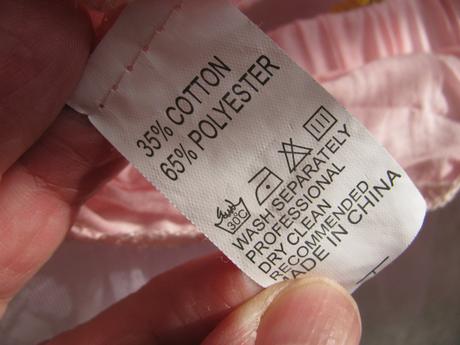 35% COTTON
65% POLYESTER
30°C
WASH SEPARATELY
PROFESSIONAL
DRY CLEAN
RECOMMENDED
MADE IN CHINA